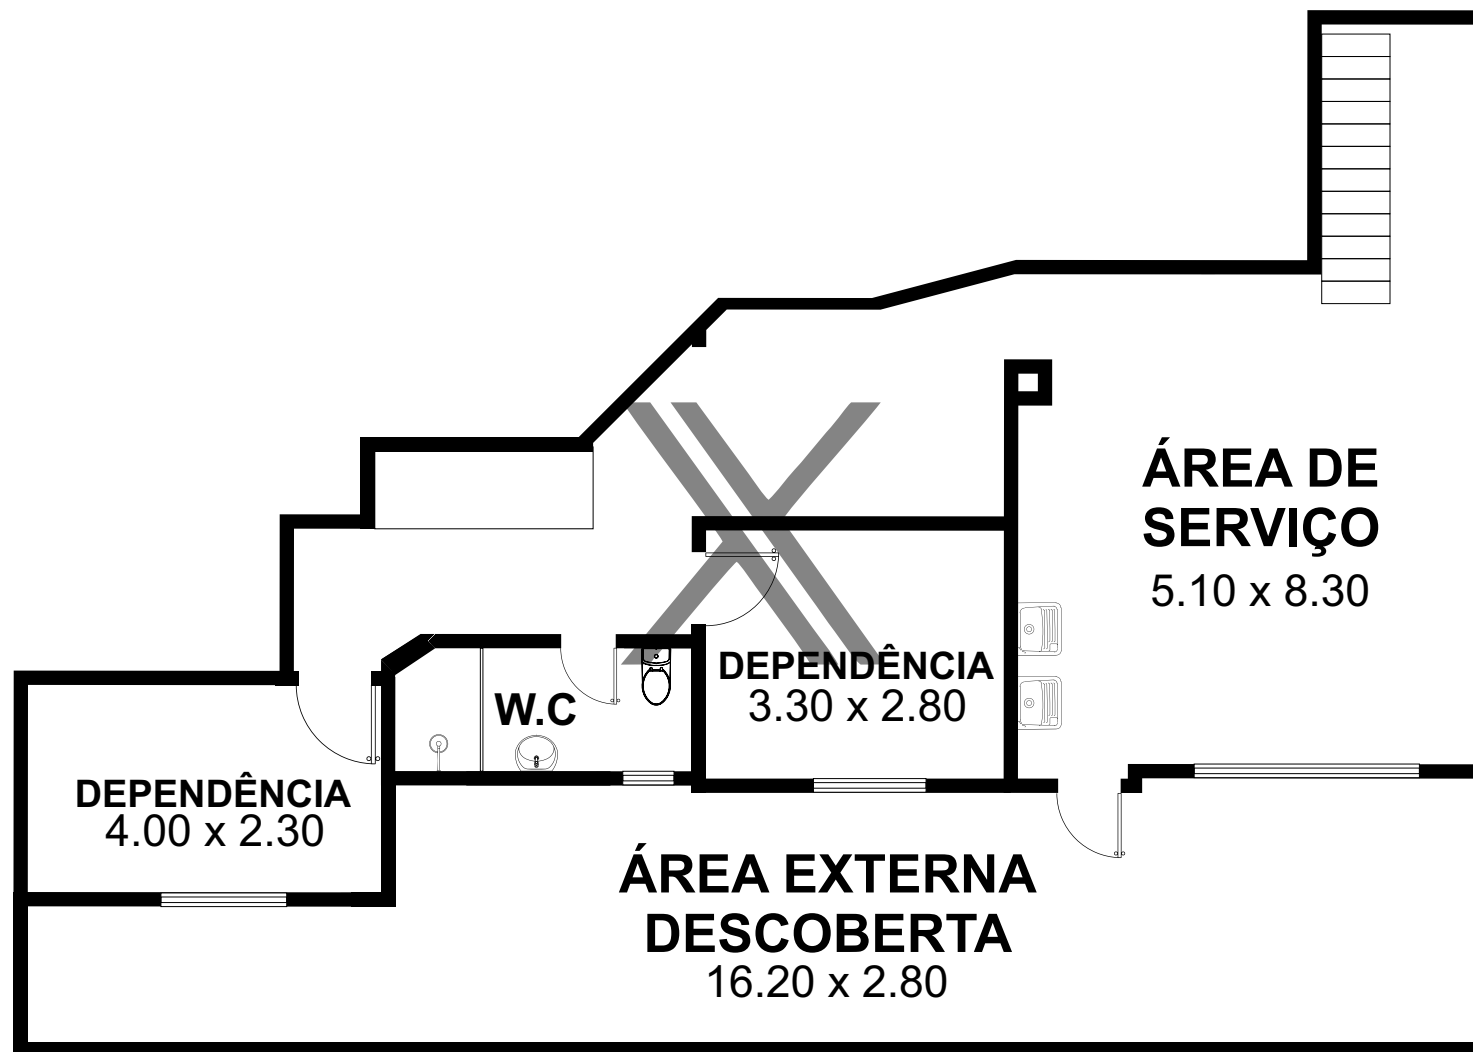 ÁREA DE
SERVIÇO
5.10 x 8.30
DEPENDÊNCIA
3.30 x 2.80
W.C
DEPENDÊNCIA
4.00 x 2.30
ÁREA EXTERNA
DESCOBERTA
16.20 x 2.80